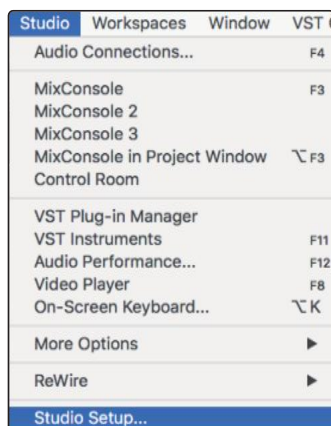 Studio Workspaces Window VST
Audio Connections... F4
MixConsole F3
MixConsole 2
MixConsole 3
MixConsole in Project Window ⌥F3
Control Room
VST Plug-in Manager
VST Instruments F11
Audio Performance... F12
Video Player F8
On-Screen Keyboard... ⌥K
More Options ▶
ReWire ▶
Studio Setup...